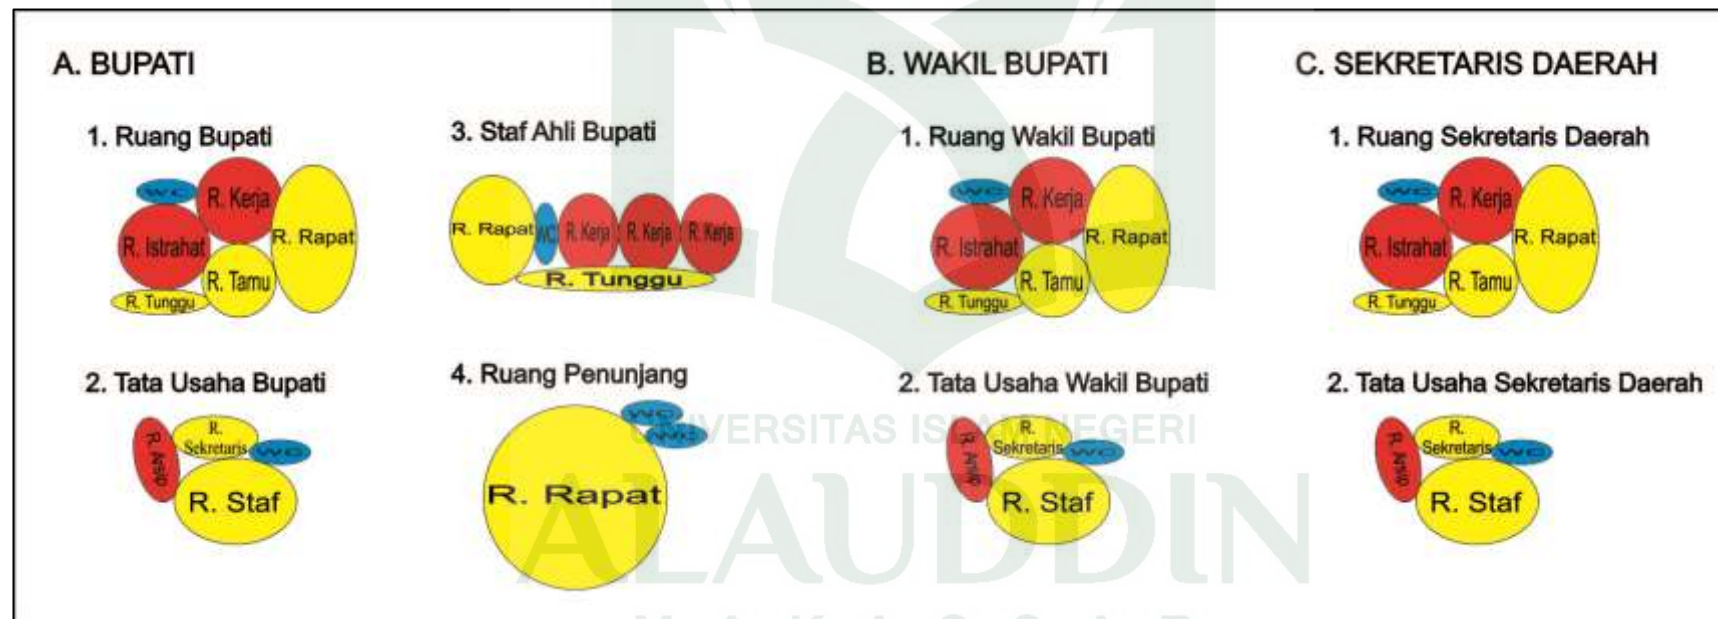 A. BUPATI
1. Ruang Bupati
WC
R. Kerja
R. Istrahat
R. Rapat
R. Tamu
R. Tunggu
2. Tata Usaha Bupati
R. Arsip
R.
Sekretaris
WC
R. Staf
3. Staf Ahli Bupati
R. Rapat
WC
R. Kerja
R. Kerja
R. Kerja
R. Tunggu
4. Ruang Penunjang
WC
WC
R. Rapat
B. WAKIL BUPATI
1. Ruang Wakil Bupati
WC
R. Kerja
R. Istrahat
R. Rapat
R. Tamu
R. Tunggu
2. Tata Usaha Wakil Bupati
R. Arsip
R.
Sekretaris
WC
R. Staf
C. SEKRETARIS DAERAH
1. Ruang Sekretaris Daerah
WC
R. Kerja
R. Istrahat
R. Rapat
R. Tamu
R. Tunggu
2. Tata Usaha Sekretaris Daerah
R. Arsip
R.
Sekretaris
WC
R. Staf
UNIVERSITAS ISLAM NEGERI
ALAUDDIN